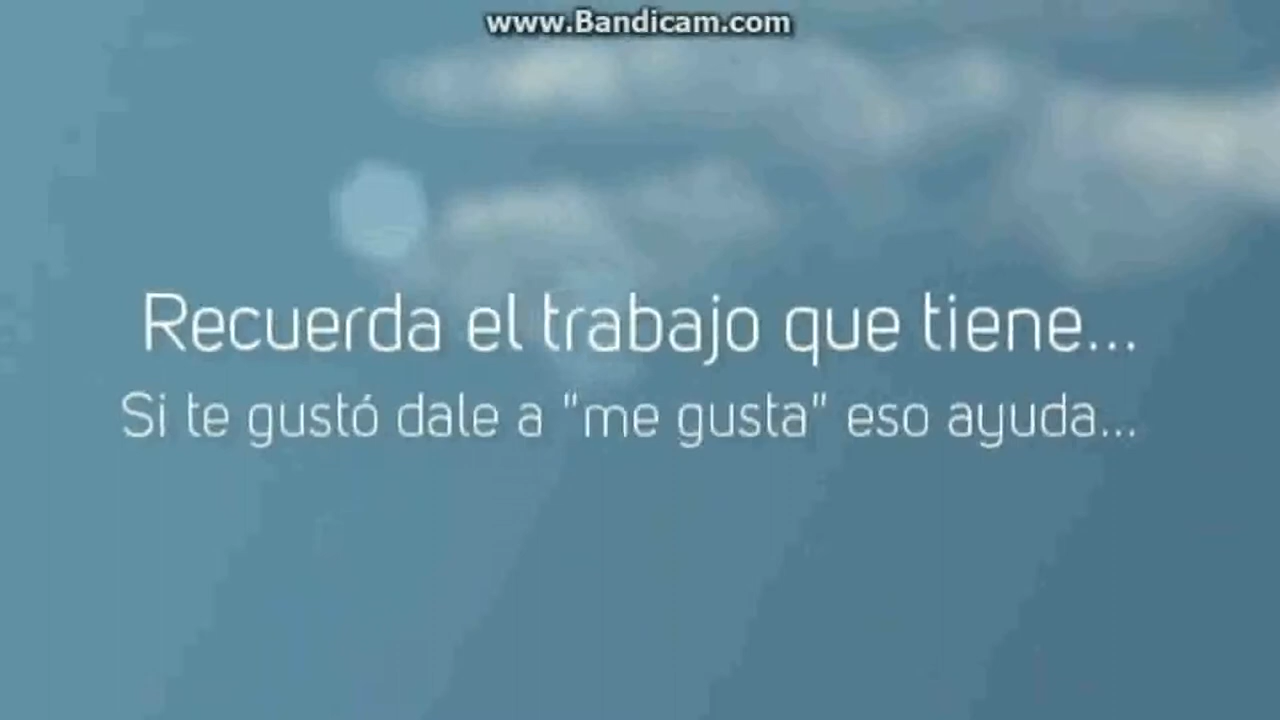 www.Bandicam.com
Recuerda el trabajo que tiene...
Si te gustó dale a "me gusta" eso ayuda...